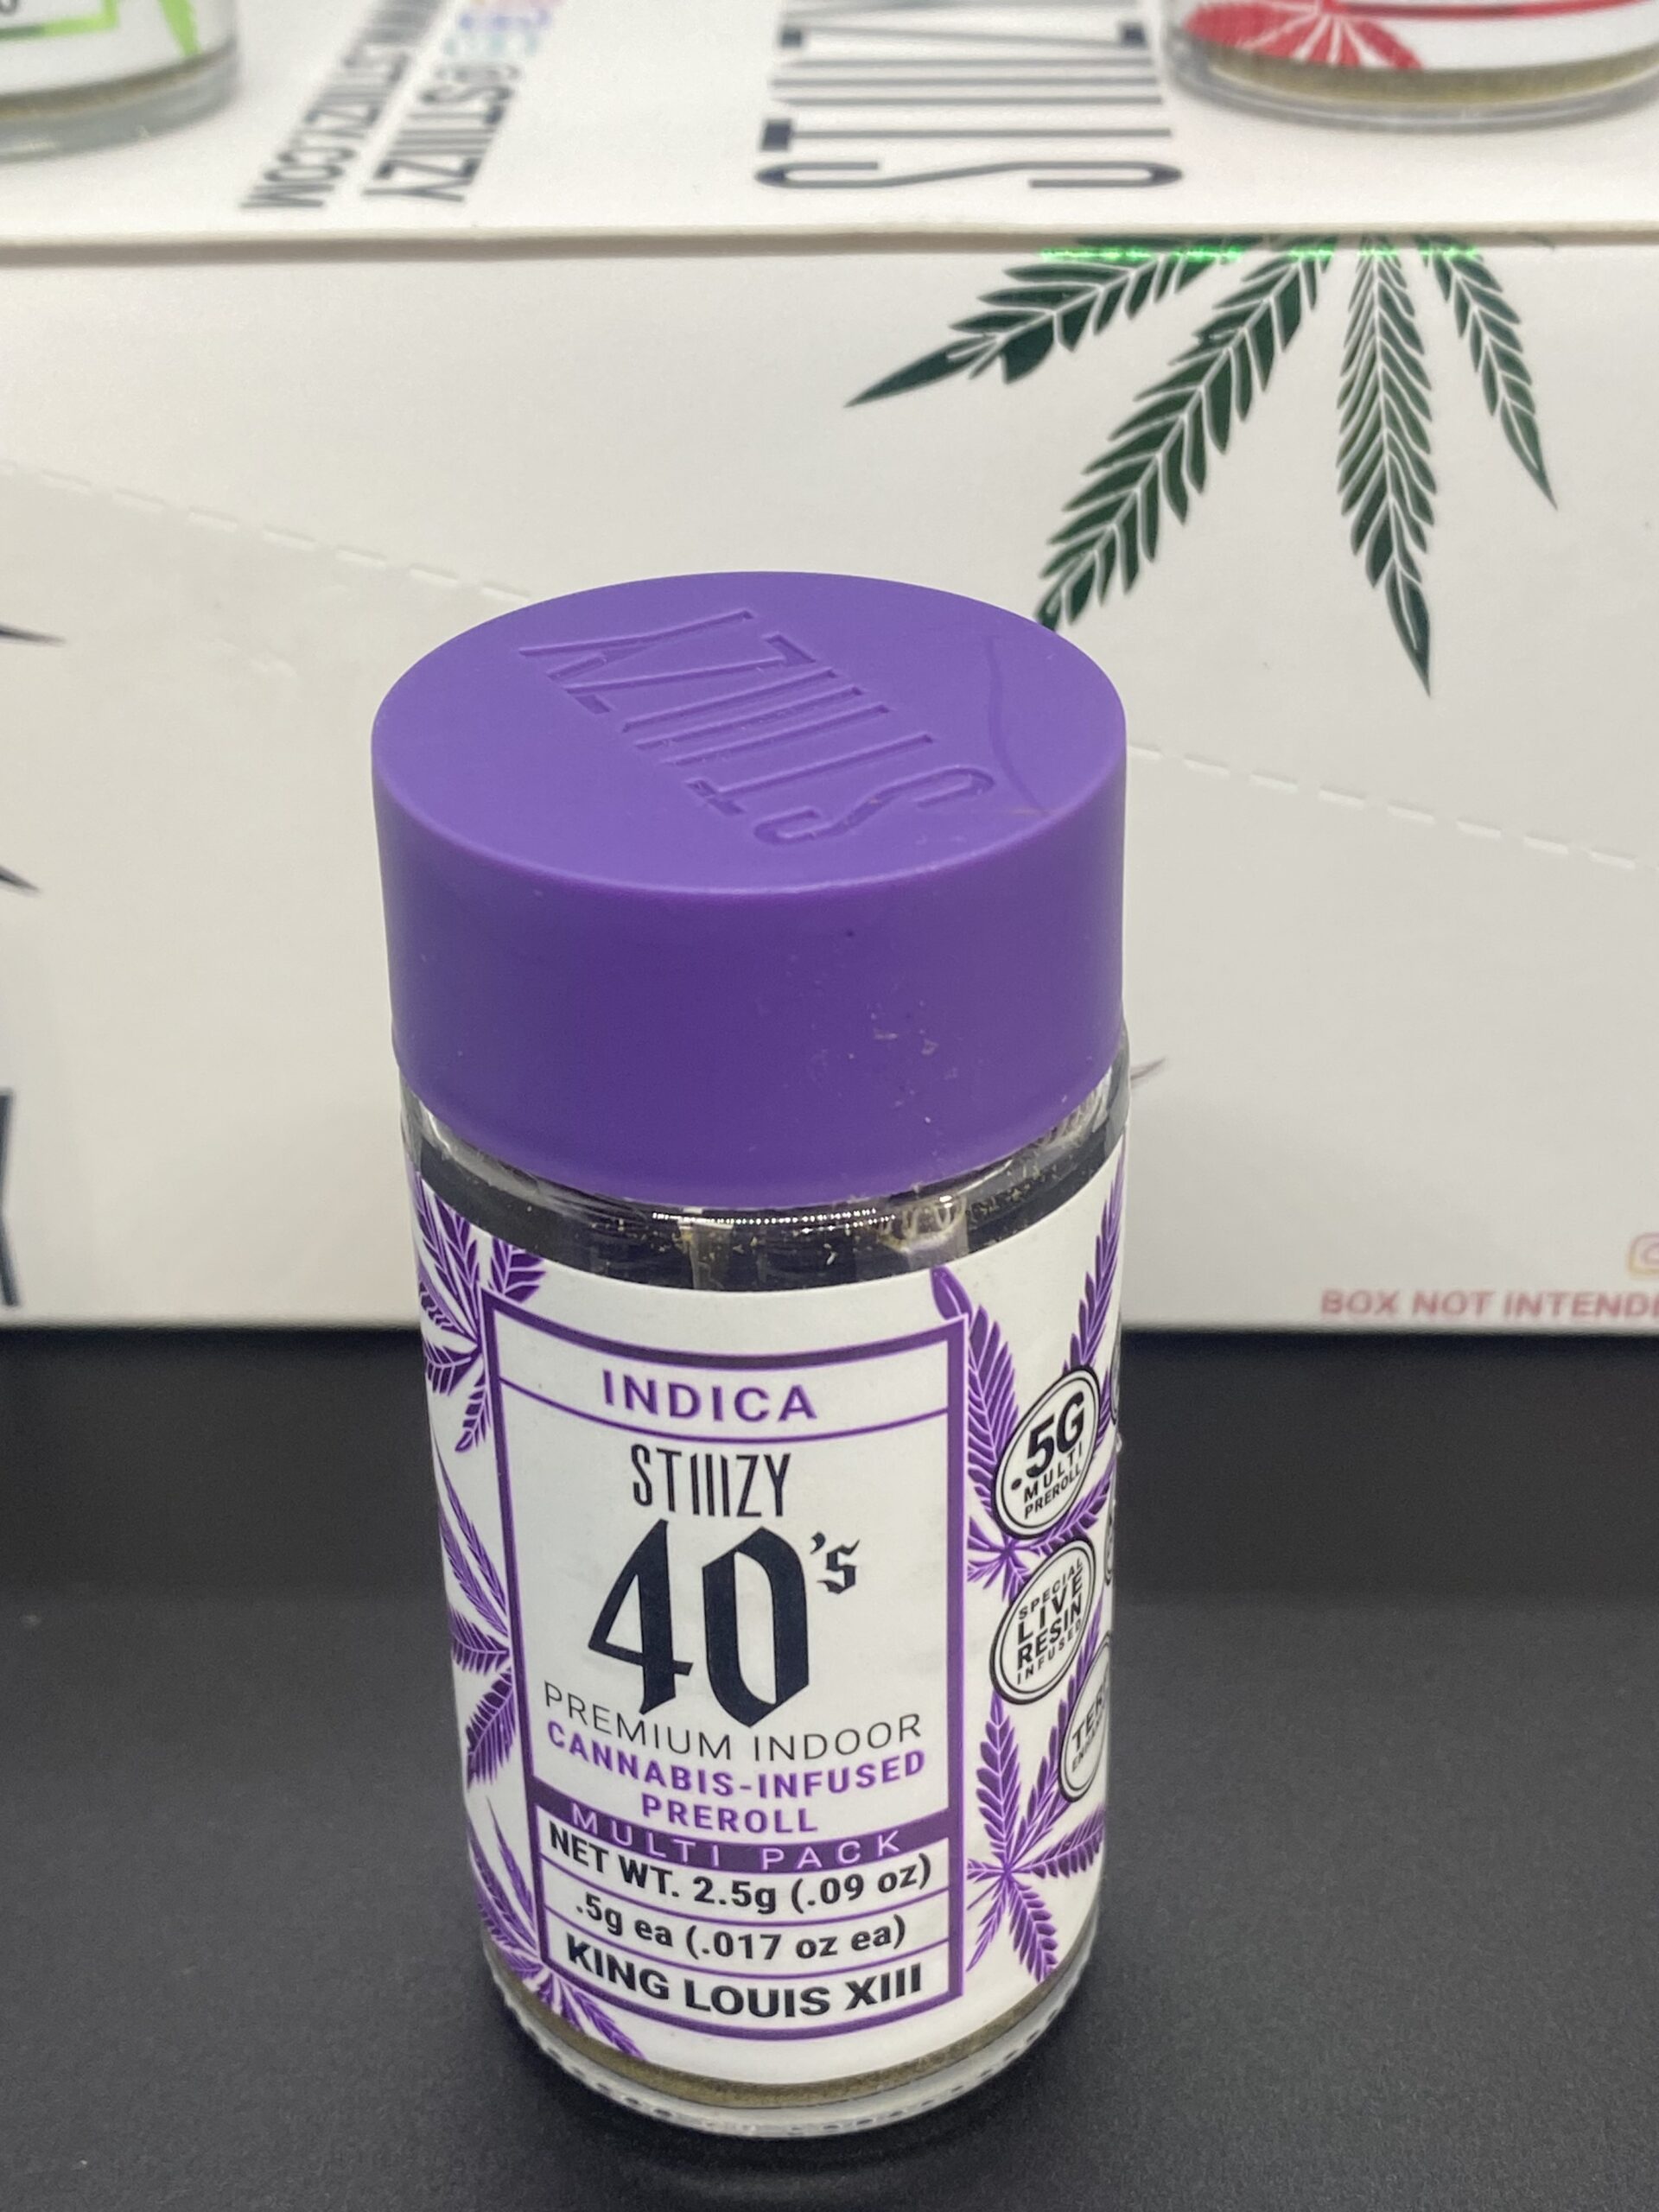 @STIIIZY
STIIIZY
INDICA
STIIIZY
40's
PREMIUM INDOOR
CANNABIS-INFUSED
PREROLL
MULTI PACK
NET WT. 2.5g (.09 oz)
.5g ea (.017 oz ea)
KING LOUIS XIII
.5G
MULTI
PREROLL
SPECIAL
LIVE
RESIN
INFUSED
BOX NOT